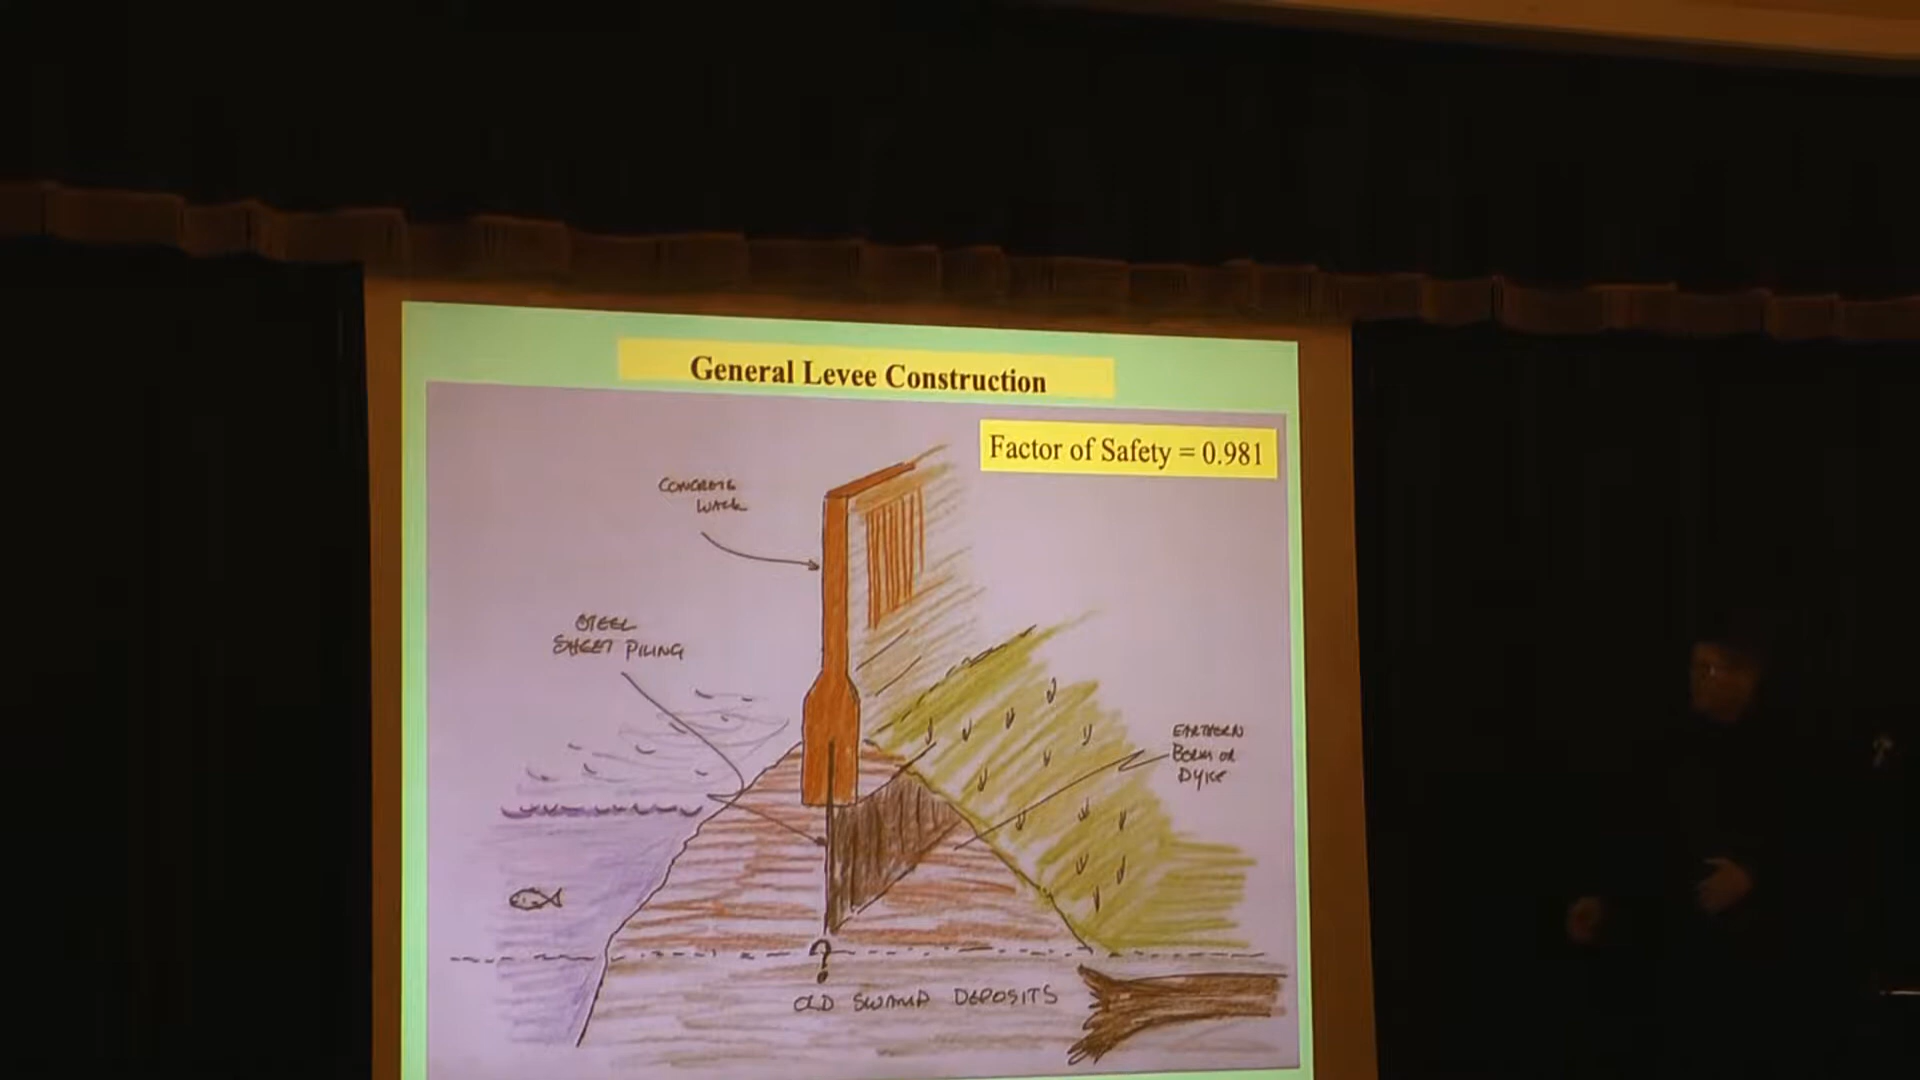 General Levee Construction
Factor of Safety = 0.981
CONCRETE
WALL
STEEL
SHEET PILING
EARTHERN
BERM OR
DYKE
?
OLD SWAMP DEPOSITS